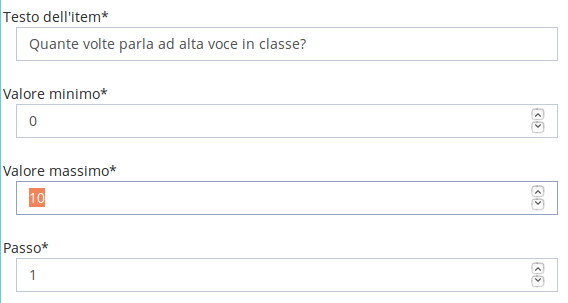 Testo dell'item*
Quante volte parla ad alta voce in classe?
Valore minimo*
0
Valore massimo*
10
Passo*
1